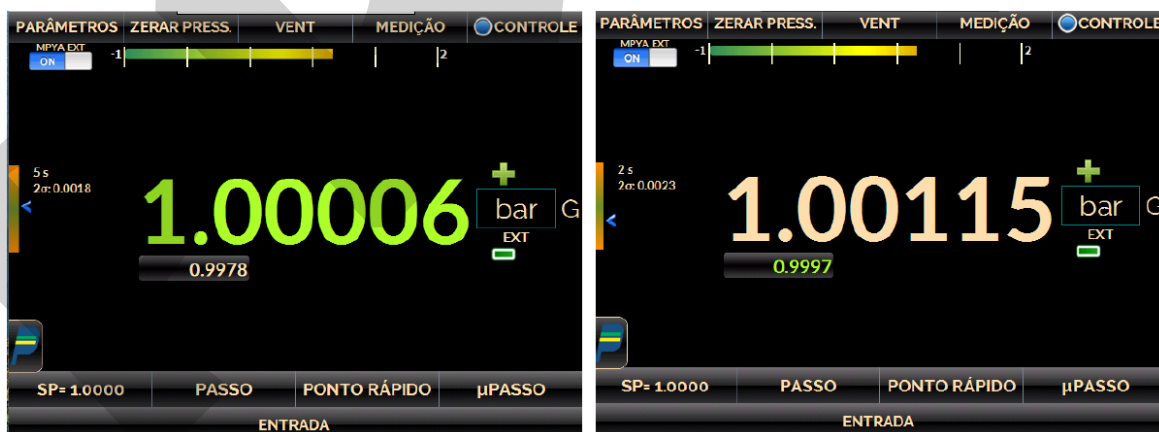 PARÂMETROS ZERAR PRESS. VENT MEDIÇÃO CONTROLE
MPYA EXT
ON
-1
2
5 s
2σ: 0.0018
1.00006
bar G
EXT
0.9978
SP= 1.0000 PASSO PONTO RÁPIDO µPASSO
ENTRADA
PARÂMETROS ZERAR PRESS. VENT MEDIÇÃO CONTROLE
MPYA EXT
ON
-1
2
2 s
2σ: 0.0023
1.00115
bar G
EXT
0.9997
SP= 1.0000 PASSO PONTO RÁPIDO µPASSO
ENTRADA